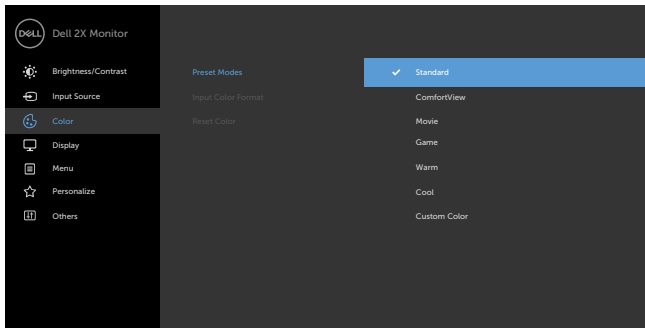 DELL
Dell 2X Monitor
Brightness/Contrast
Input Source
Color
Display
Menu
Personalize
Others
Preset Modes
Input Color Format
Reset Color
Standard
ComfortView
Movie
Game
Warm
Cool
Custom Color